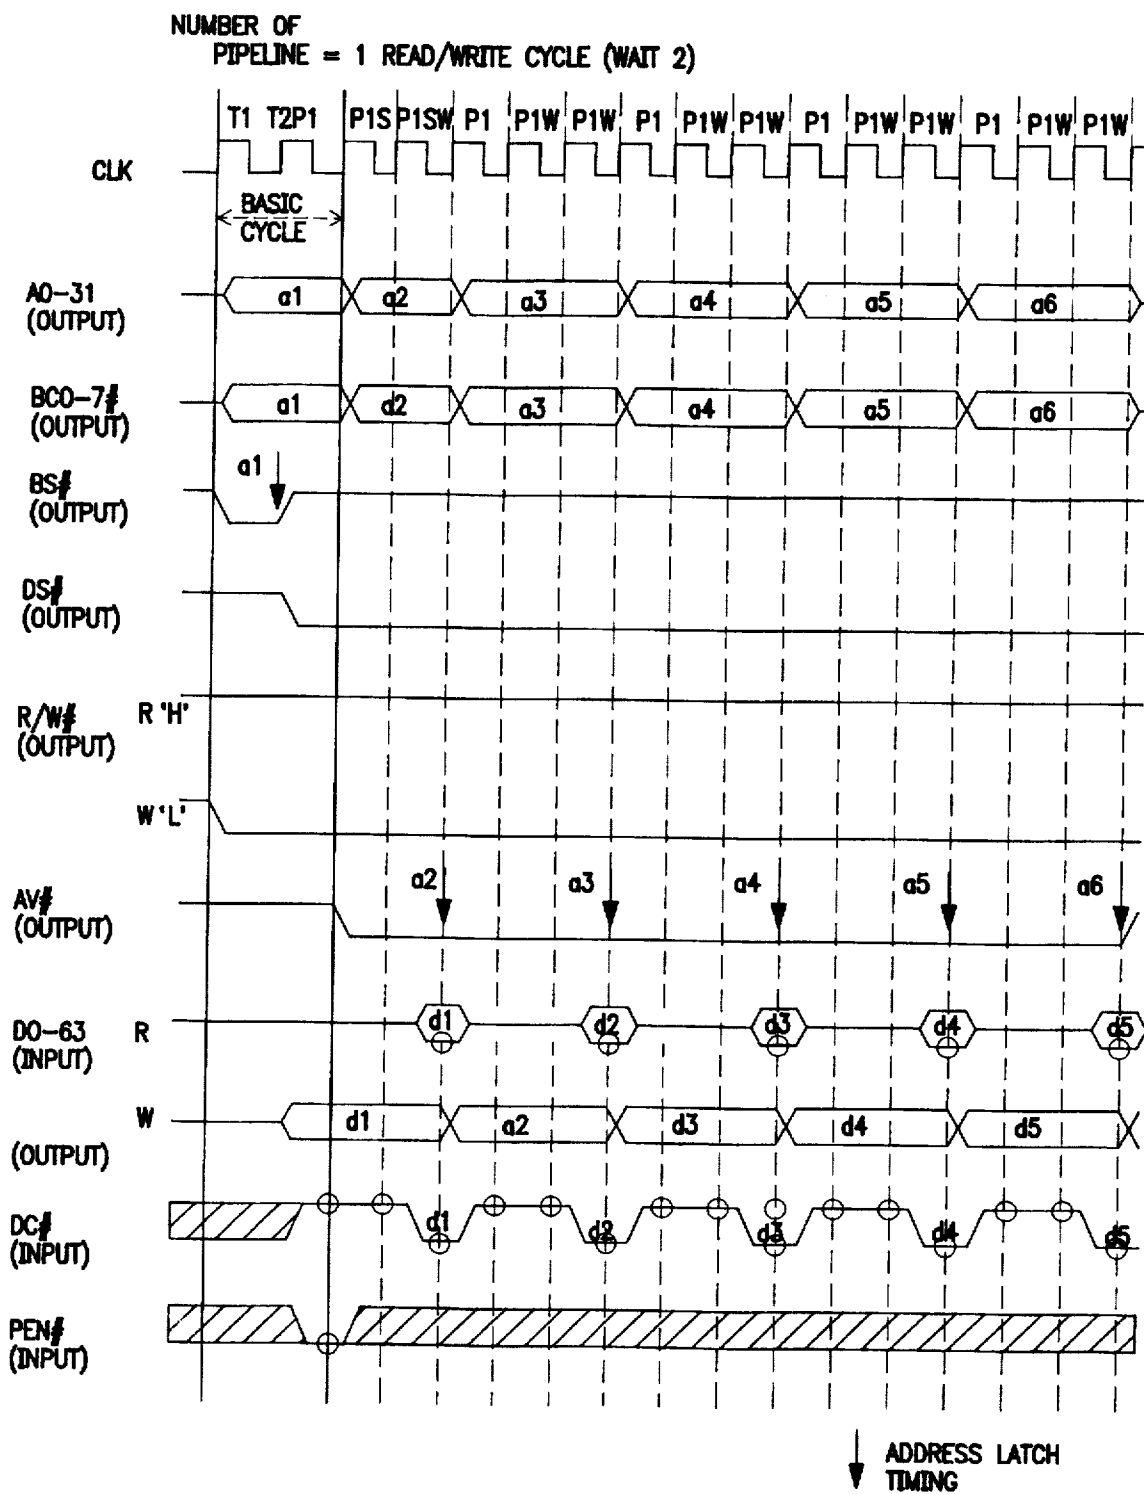 NUMBER OF
PIPELINE = 1 READ/WRITE CYCLE (WAIT 2)
T1 T2P1 P1S P1SW P1 P1W P1W P1 P1W P1W P1 P1W P1W P1 P1W P1W
CLK
BASIC
CYCLE
A0-31
(OUTPUT)
a1 a2 a3 a4 a5 a6
BC0-7#
(OUTPUT)
a1 d2 a3 a4 a5 a6
a1
BS#
(OUTPUT)
DS#
(OUTPUT)
R/W#
(OUTPUT)
R 'H'
W 'L'
a2 a3 a4 a5 a6
AV#
(OUTPUT)
D0-63
(INPUT)
R
d1 d2 d3 d4 d5
W
d1 a2 d3 d4 d5
(OUTPUT)
DC#
(INPUT)
d1 d2 d3 d4 d5
PEN#
(INPUT)
ADDRESS LATCH
TIMING